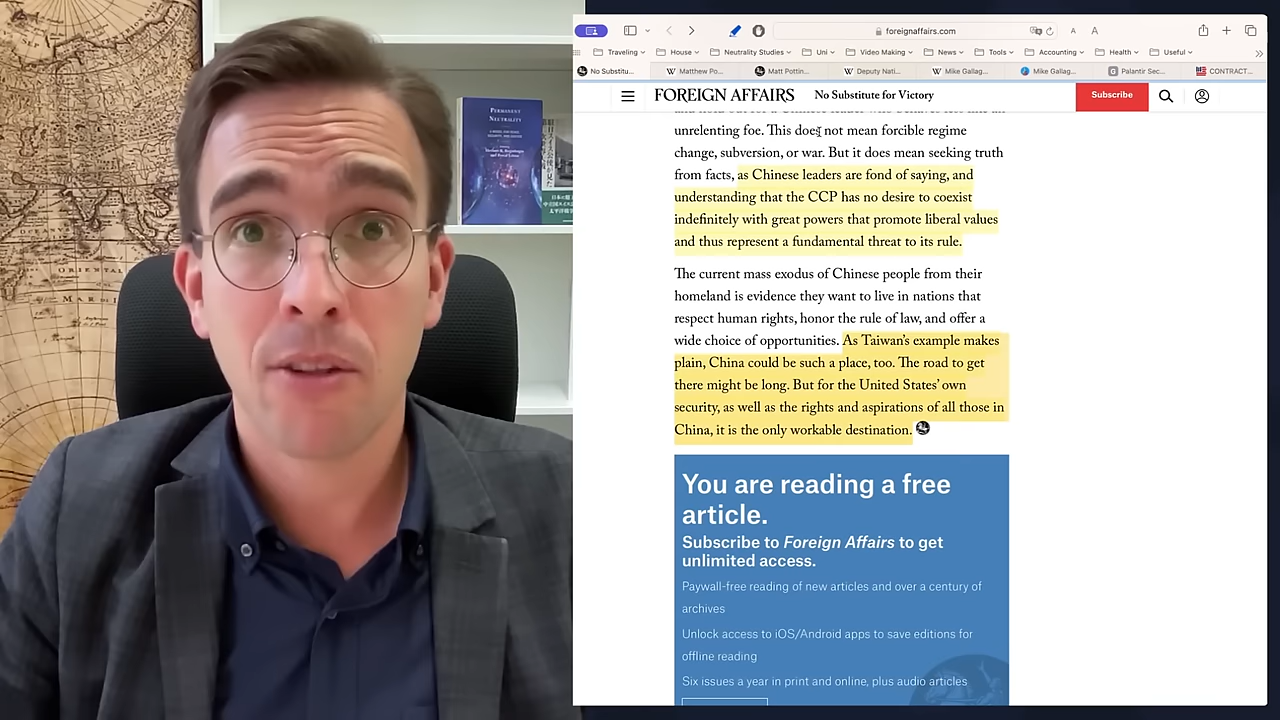 ORIENTAL
PERMANENT
NEUTRALITY
foreignaffairs.com
A
A
Traveling
House
Neutrality Studies
Uni
Video Making
News
Tools
Accounting
Health
Useful
No Substitu...
Matthew Po...
Matt Pottin...
Deputy Nati...
Mike Gallag...
Mike Gallag...
Palantir Sec...
CONTRACT...
FOREIGN AFFAIRS
No Substitute for Victory
Subscribe
unrelenting foe. This does not mean forcible regime
change, subversion, or war. But it does mean seeking truth
from facts, as Chinese leaders are fond of saying, and
understanding that the CCP has no desire to coexist
indefinitely with great powers that promote liberal values
and thus represent a fundamental threat to its rule.
The current mass exodus of Chinese people from their
homeland is evidence they want to live in nations that
respect human rights, honor the rule of law, and offer a
wide choice of opportunities. As Taiwan's example makes
plain, China could be such a place, too. The road to get
there might be long. But for the United States' own
security, as well as the rights and aspirations of all those in
China, it is the only workable destination.
You are reading a free
article.
Subscribe to Foreign Affairs to get
unlimited access.
Paywall-free reading of new articles and over a century of
archives
Unlock access to iOS/Android apps to save editions for
offline reading
Six issues a year in print and online, plus audio articles